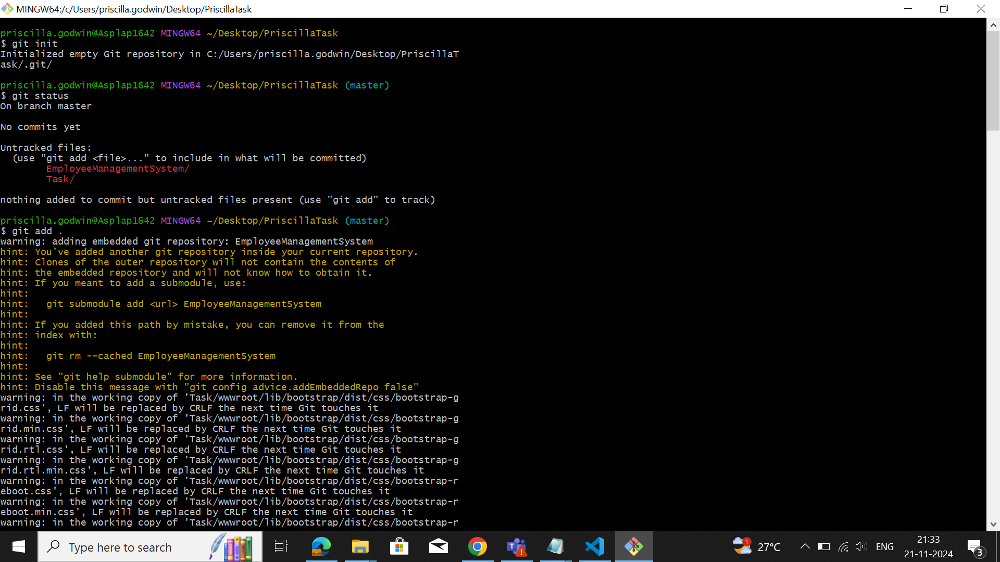 MINGW64:/c/Users/priscilla.godwin/Desktop/PriscillaTask
priscilla.godwin@Asplap1642 MINGW64 ~/Desktop/PriscillaTask
$ git init
Initialized empty Git repository in C:/Users/priscilla.godwin/Desktop/PriscillaT
ask/.git/
priscilla.godwin@Asplap1642 MINGW64 ~/Desktop/PriscillaTask (master)
$ git status
On branch master
No commits yet
Untracked files:
  (use "git add <file>..." to include in what will be committed)
        EmployeeManagementSystem/
        Task/
nothing added to commit but untracked files present (use "git add" to track)
priscilla.godwin@Asplap1642 MINGW64 ~/Desktop/PriscillaTask (master)
$ git add .
warning: adding embedded git repository: EmployeeManagementSystem
hint: You've added another git repository inside your current repository.
hint: Clones of the outer repository will not contain the contents of
hint: the embedded repository and will not know how to obtain it.
hint: If you meant to add a submodule, use:
hint:
hint:   git submodule add <url> EmployeeManagementSystem
hint:
hint: If you added this path by mistake, you can remove it from the
hint: index with:
hint:
hint:   git rm --cached EmployeeManagementSystem
hint:
hint: See "git help submodule" for more information.
hint: Disable this message with "git config advice.addEmbeddedRepo false"
warning: in the working copy of 'Task/wwwroot/lib/bootstrap/dist/css/bootstrap-g
rid.css', LF will be replaced by CRLF the next time Git touches it
warning: in the working copy of 'Task/wwwroot/lib/bootstrap/dist/css/bootstrap-g
rid.min.css', LF will be replaced by CRLF the next time Git touches it
warning: in the working copy of 'Task/wwwroot/lib/bootstrap/dist/css/bootstrap-g
rid.rtl.css', LF will be replaced by CRLF the next time Git touches it
warning: in the working copy of 'Task/wwwroot/lib/bootstrap/dist/css/bootstrap-g
rid.rtl.min.css', LF will be replaced by CRLF the next time Git touches it
warning: in the working copy of 'Task/wwwroot/lib/bootstrap/dist/css/bootstrap-r
eboot.css', LF will be replaced by CRLF the next time Git touches it
warning: in the working copy of 'Task/wwwroot/lib/bootstrap/dist/css/bootstrap-r
eboot.min.css', LF will be replaced by CRLF the next time Git touches it
warning: in the working copy of 'Task/wwwroot/lib/bootstrap/dist/css/bootstrap-r
Type here to search
1
27°C
ENG
21:33
21-11-2024
3